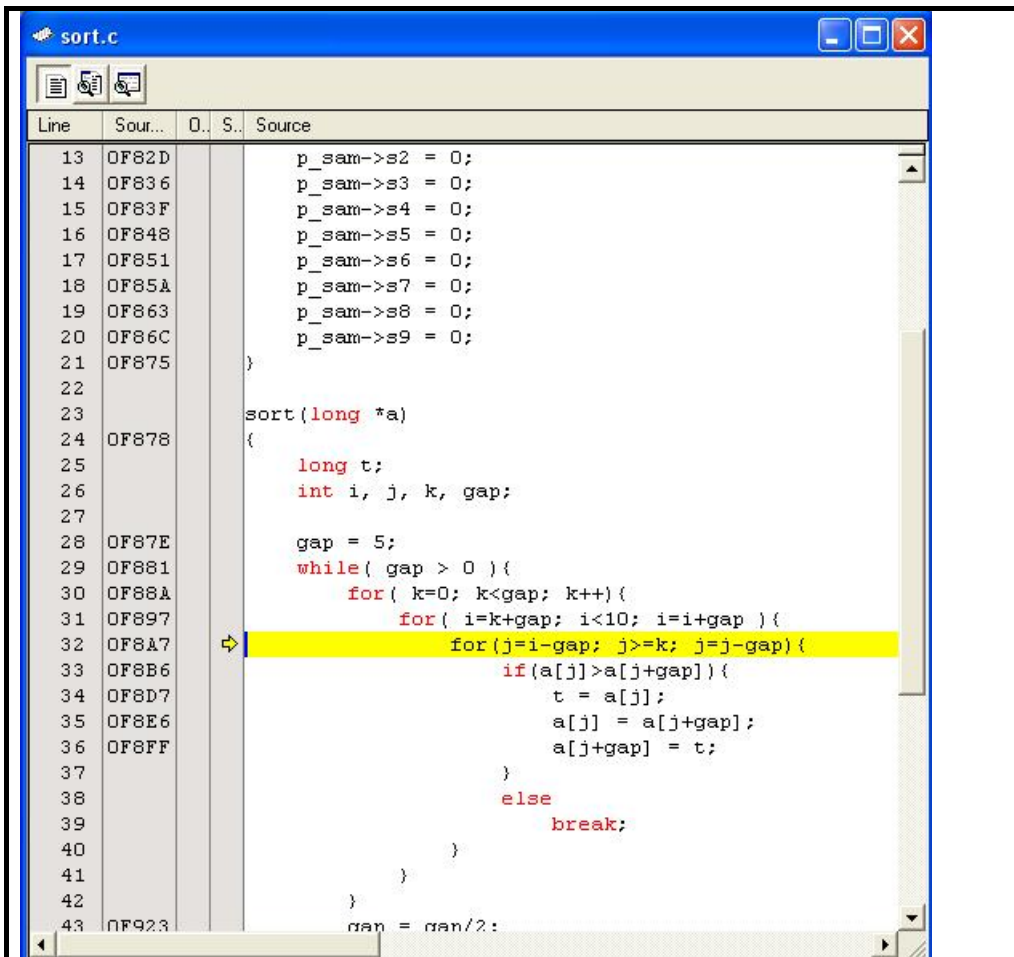 sort.c
Line Sour... O.. S.. Source
13 0F82D p_sam->s2 = 0;
14 0F836 p_sam->s3 = 0;
15 0F83F p_sam->s4 = 0;
16 0F848 p_sam->s5 = 0;
17 0F851 p_sam->s6 = 0;
18 0F85A p_sam->s7 = 0;
19 0F863 p_sam->s8 = 0;
20 0F86C p_sam->s9 = 0;
21 0F875 }
22
23 sort(long *a)
24 0F878 {
25 long t;
26 int i, j, k, gap;
27
28 0F87E gap = 5;
29 0F881 while( gap > 0 ){
30 0F88A for( k=0; k<gap; k++){
31 0F897 for( i=k+gap; i<10; i=i+gap ){
32 0F8A7 for(j=i-gap; j>=k; j=j-gap){
33 0F8B6 if(a[j]>a[j+gap]){
34 0F8D7 t = a[j];
35 0F8E6 a[j] = a[j+gap];
36 0F8FF a[j+gap] = t;
37 }
38 else
39 break;
40 }
41 }
42 }
43 0F923 gap = gap/2;